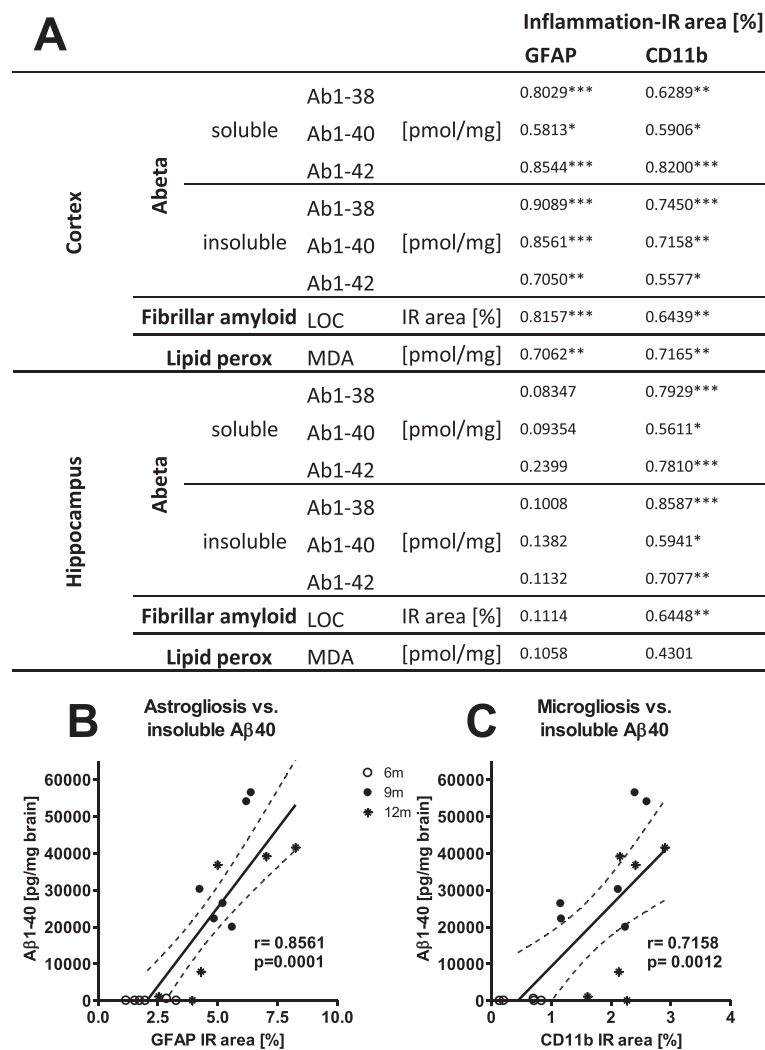 A
Inflammation-IR area [%]
GFAP CD11b
Cortex
Abeta
soluble
Ab1-38 0.8029*** 0.6289**
Ab1-40 [pmol/mg] 0.5813* 0.5906*
Ab1-42 0.8544*** 0.8200***
insoluble
Ab1-38 0.9089*** 0.7450***
Ab1-40 [pmol/mg] 0.8561*** 0.7158**
Ab1-42 0.7050** 0.5577*
Fibrillar amyloid LOC IR area [%] 0.8157*** 0.6439**
Lipid perox MDA [pmol/mg] 0.7062** 0.7165**
Hippocampus
Abeta
soluble
Ab1-38 0.08347 0.7929***
Ab1-40 [pmol/mg] 0.09354 0.5611*
Ab1-42 0.2399 0.7810***
insoluble
Ab1-38 0.1008 0.8587***
Ab1-40 [pmol/mg] 0.1382 0.5941*
Ab1-42 0.1132 0.7077**
Fibrillar amyloid LOC IR area [%] 0.1114 0.6448**
Lipid perox MDA [pmol/mg] 0.1058 0.4301
B
Astrogliosis vs.
insoluble Aβ40
Aβ1-40 [pg/mg brain]
60000
50000
40000
30000
20000
10000
0
0.0 2.5 5.0 7.5 10.0
GFAP IR area [%]
r= 0.8561
p=0.0001
6m
9m
12m
C
Microgliosis vs.
insoluble Aβ40
Aβ1-40 [pg/mg brain]
60000
50000
40000
30000
20000
10000
0
0 1 2 3 4
CD11b IR area [%]
r= 0.7158
p= 0.0012